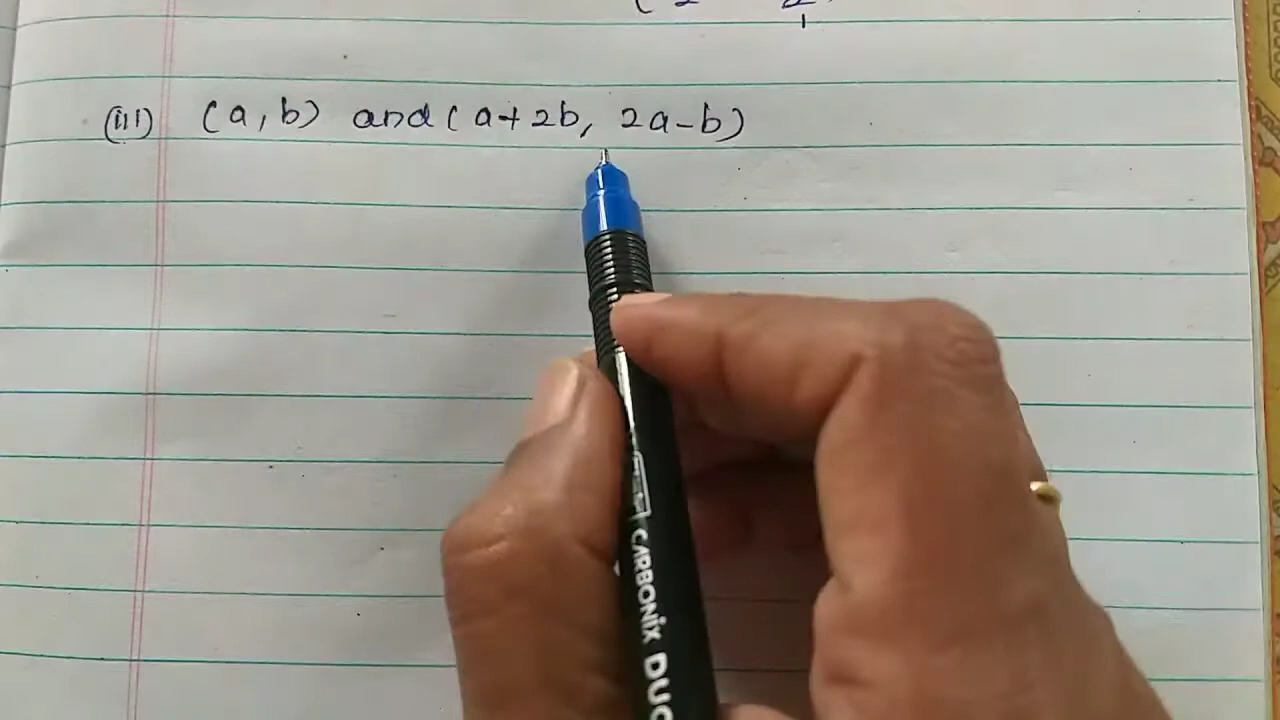 (iii) (a, b) and (a+2b, 2a-b)
CARBONIX DUO